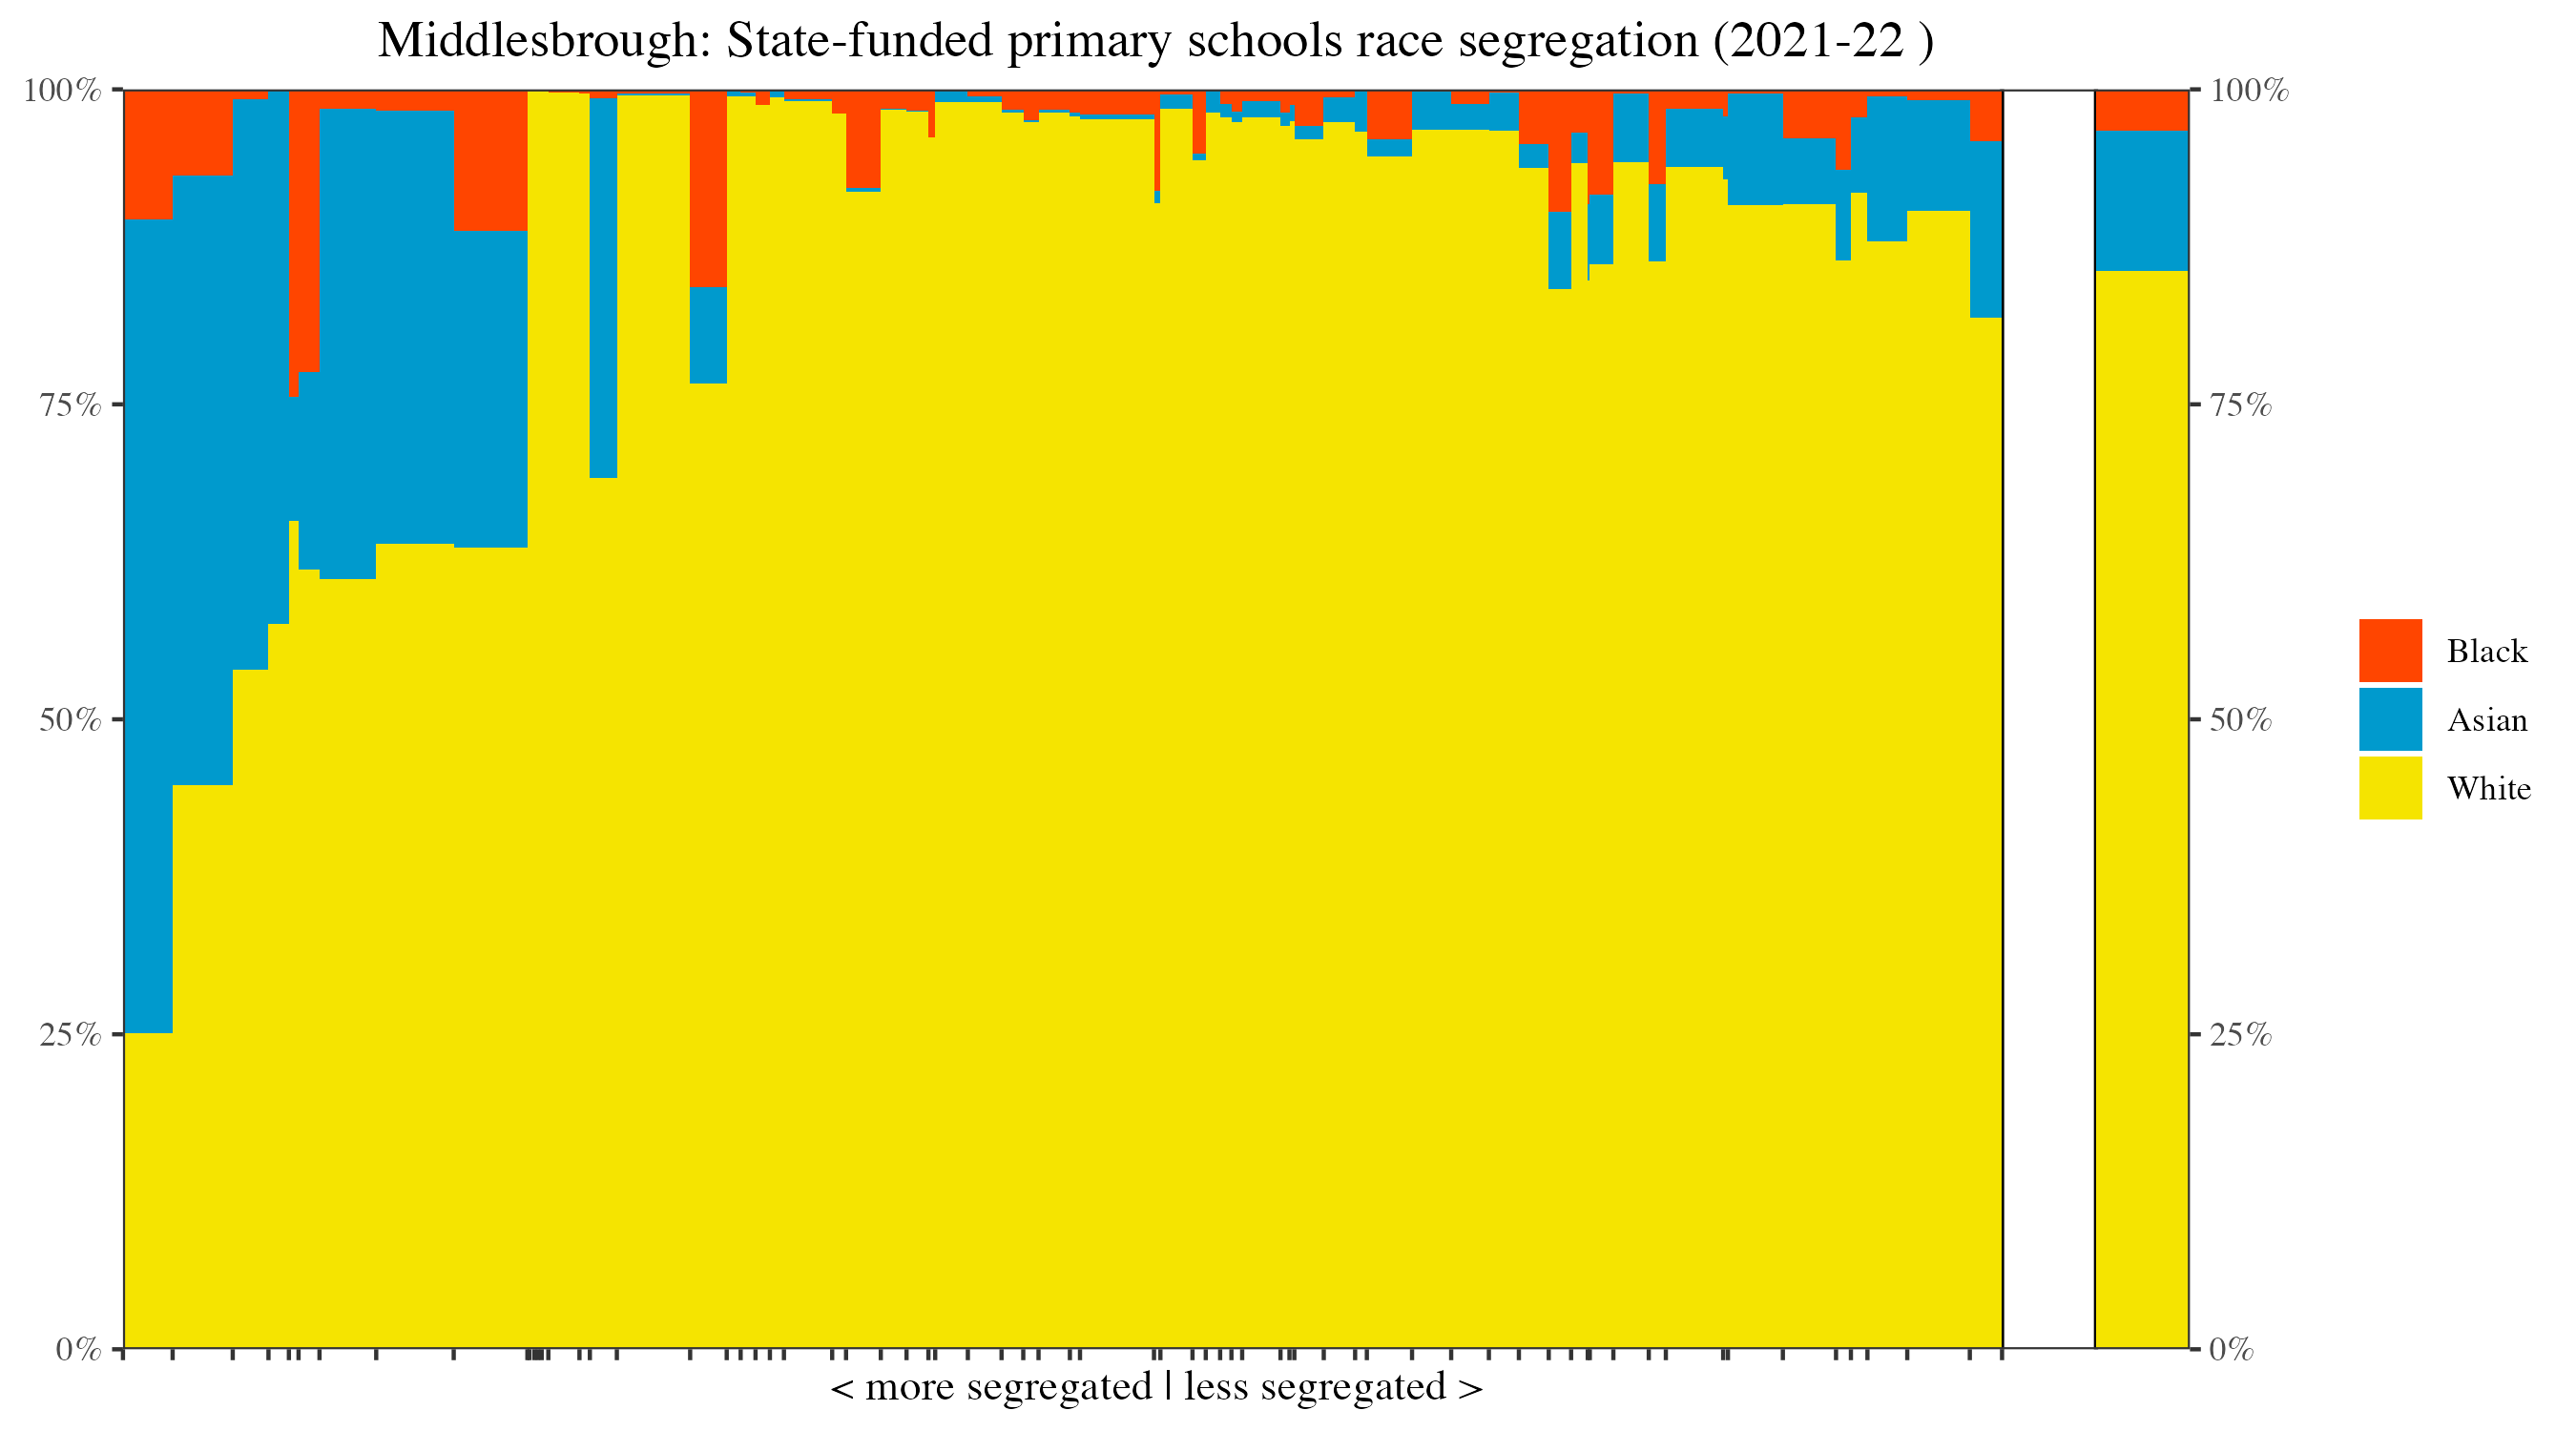 Middlesbrough: State-funded primary schools race segregation (2021-22 )
100%
75%
50%
25%
0%
100%
75%
50%
25%
0%
Black
Asian
White
< more segregated | less segregated >